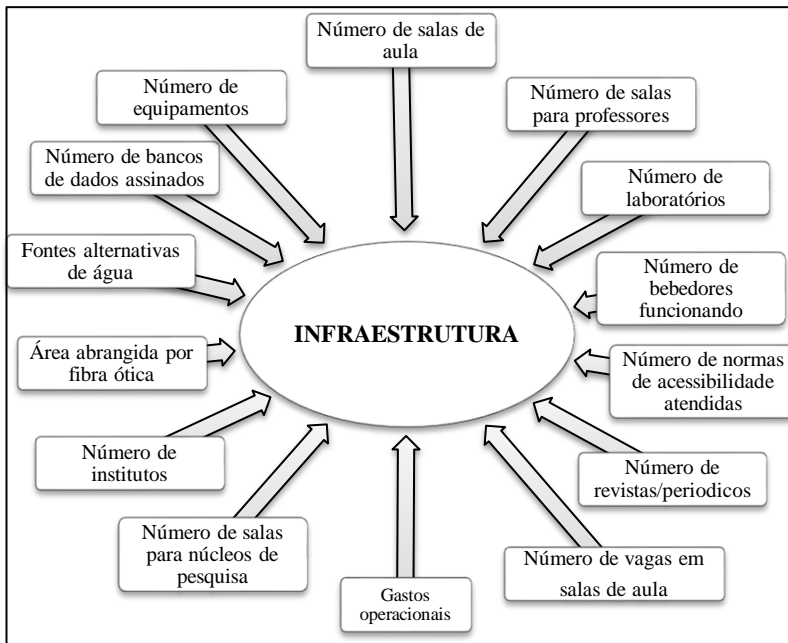 Número de salas de
aula
Número de
equipamentos
Número de salas
para professores
Número de bancos
de dados assinados
Número de
laboratórios
Fontes alternativas
de água
Número de
bebedores
funcionando
INFRAESTRUTURA
Área abrangida por
fibra ótica
Número de normas
de acessibilidade
atendidas
Número de
institutos
Número de
revistas/periodicos
Número de salas
para núcleos de
pesquisa
Número de vagas em
salas de aula
Gastos
operacionais